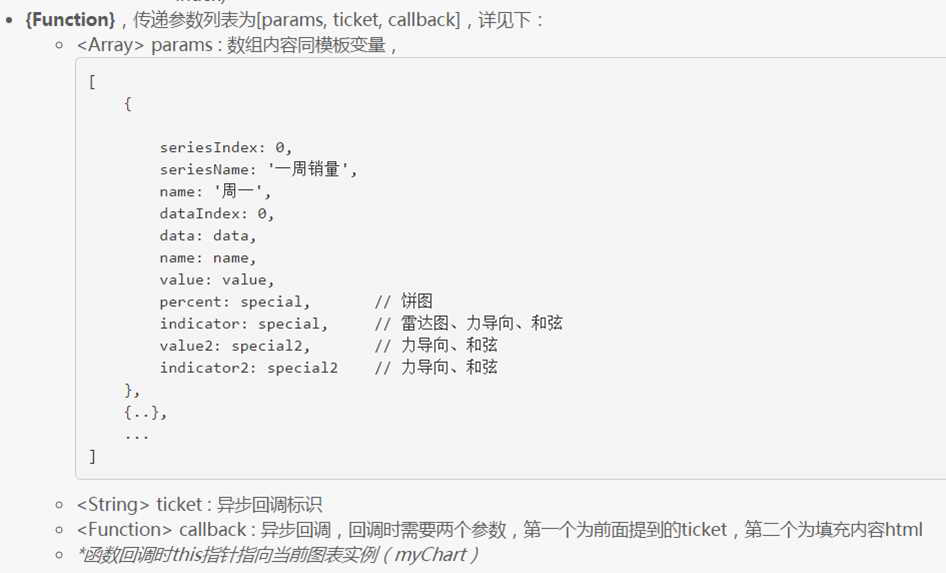 {Function}，传递参数列表为[params, ticket, callback]，详见下：
<Array> params : 数组内容同模板变量，
[
{
seriesIndex: 0,
seriesName: '一周销量',
name: '周一',
dataIndex: 0,
data: data,
name: name,
value: value,
percent: special,       // 饼图
indicator: special,     // 雷达图、力导向、和弦
value2: special2,       // 力导向、和弦
indicator2: special2    // 力导向、和弦
},
{..},
...
]
<String> ticket : 异步回调标识
<Function> callback : 异步回调，回调时需要两个参数，第一个为前面提到的ticket，第二个为填充内容html
*函数回调时this指针指向当前图表实例（myChart）